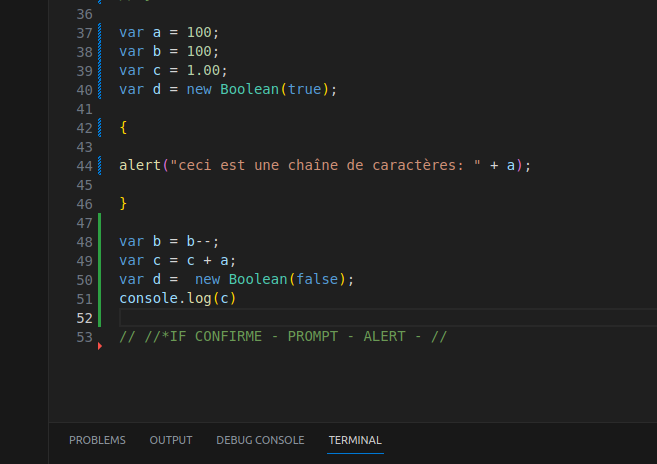 36
37 var a = 100;
38 var b = 100;
39 var c = 1.00;
40 var d = new Boolean(true);
41
42 {
43
44 alert("ceci est une chaîne de caractères: " + a);
45
46 }
47
48 var b = b--;
49 var c = c + a;
50 var d =  new Boolean(false);
51 console.log(c)
52
53 // //*IF CONFIRME - PROMPT - ALERT - //
PROBLEMS OUTPUT DEBUG CONSOLE TERMINAL